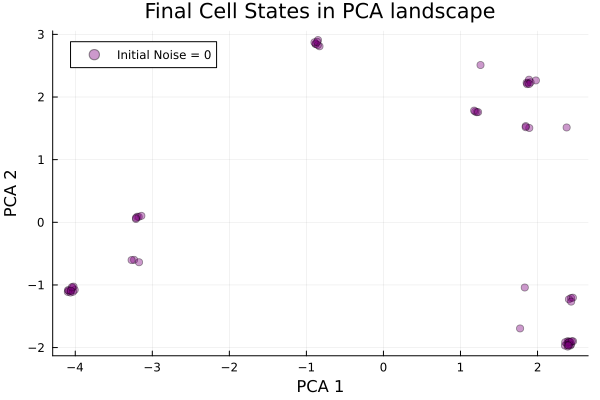 Final Cell States in PCA landscape
Initial Noise = 0
3
2
1
0
−1
−2
PCA 2
−4 −3 −2 −1 0 1 2
PCA 1